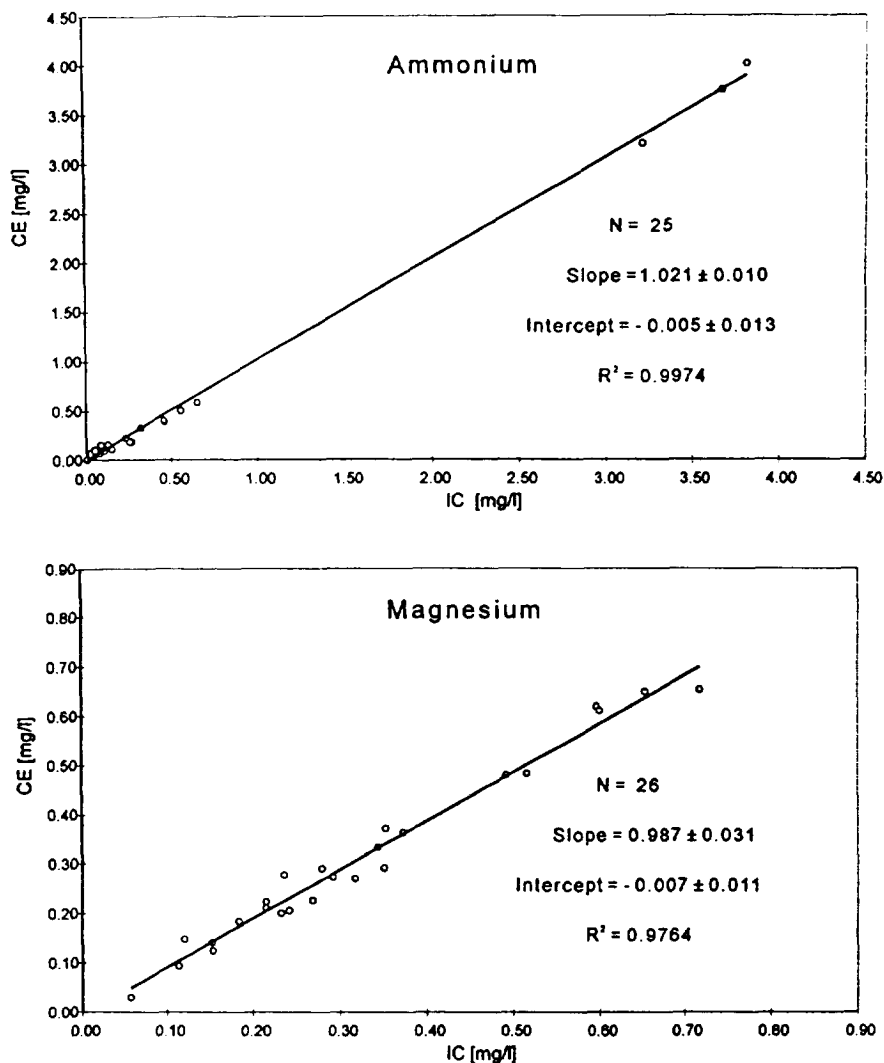 Ammonium
CE [mg/l]
4.50
4.00
3.50
3.00
2.50
2.00
1.50
1.00
0.50
0.00
N = 25
Slope = 1.021 ± 0.010
Intercept = - 0.005 ± 0.013
R² = 0.9974
0.00 0.50 1.00 1.50 2.00 2.50 3.00 3.50 4.00 4.50
IC [mg/l]
Magnesium
CE [mg/l]
0.90
0.80
0.70
0.60
0.50
0.40
0.30
0.20
0.10
0.00
N = 26
Slope = 0.987 ± 0.031
Intercept = - 0.007 ± 0.011
R² = 0.9764
0.00 0.10 0.20 0.30 0.40 0.50 0.60 0.70 0.80 0.90
IC [mg/l]